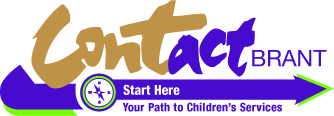 Contact BRANT
Start Here
Your Path to Children's Services